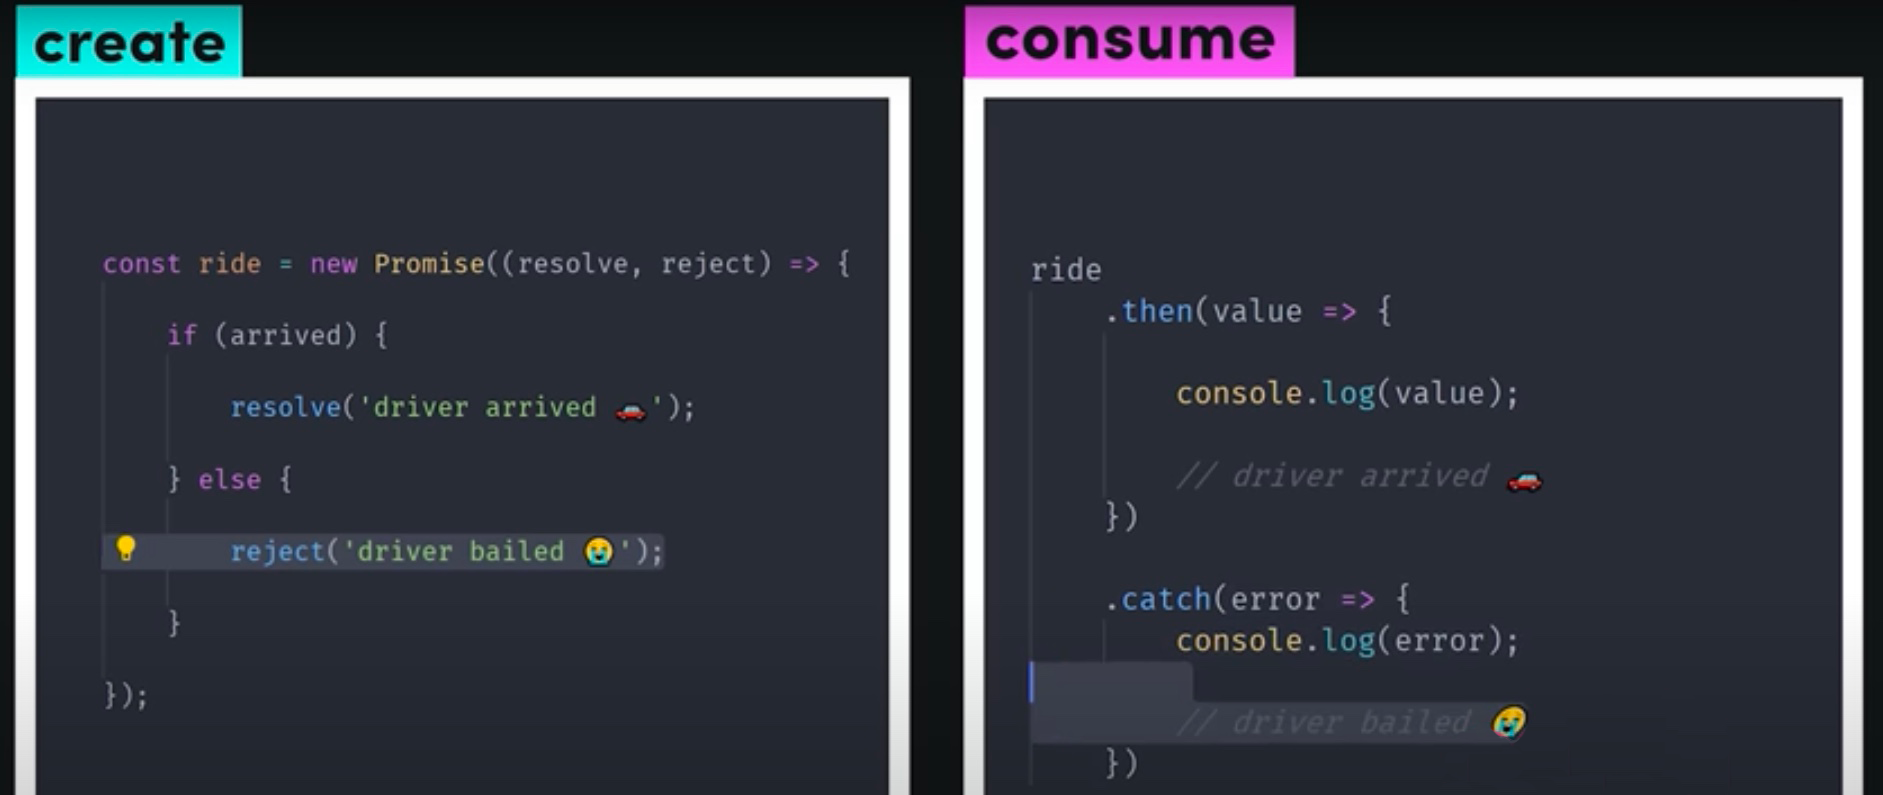 create
const ride = new Promise((resolve, reject) => {
if (arrived) {
resolve('driver arrived 🚗');
} else {
reject('driver bailed 😭');
}
});
consume
ride
.then(value => {
console.log(value);
// driver arrived 🚗
})
.catch(error => {
console.log(error);
// driver bailed 😭
})